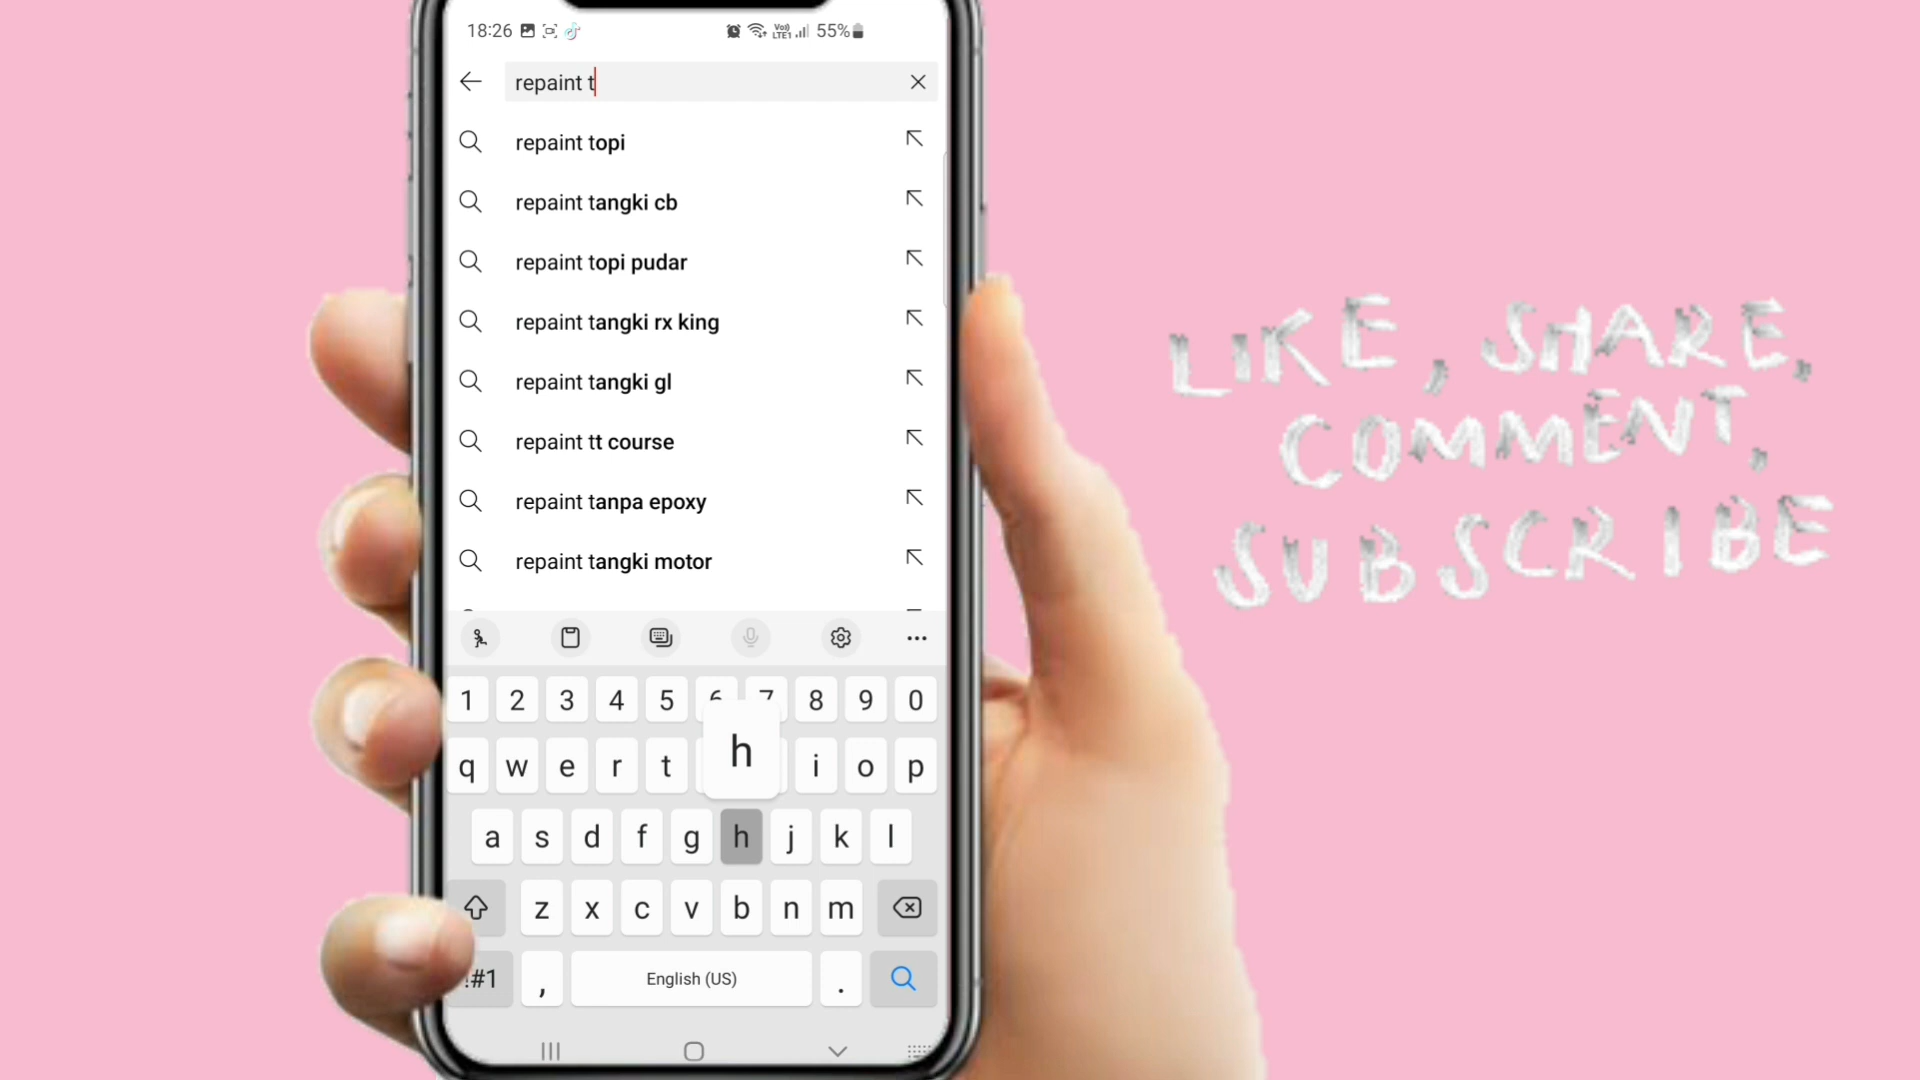 18:26 Vo)) LTE1 55%
repaint t
repaint topi
repaint tangki cb
repaint topi pudar
repaint tangki rx king
repaint tangki gl
repaint tt course
repaint tanpa epoxy
repaint tangki motor
LIKE, SHARE,
COMMENT,
SUBSCRIBE
1 2 3 4 5 6 7 8 9 0
h
q w e r t i o p
a s d f g h j k l
z x c v b n m
!#1 , English (US) .